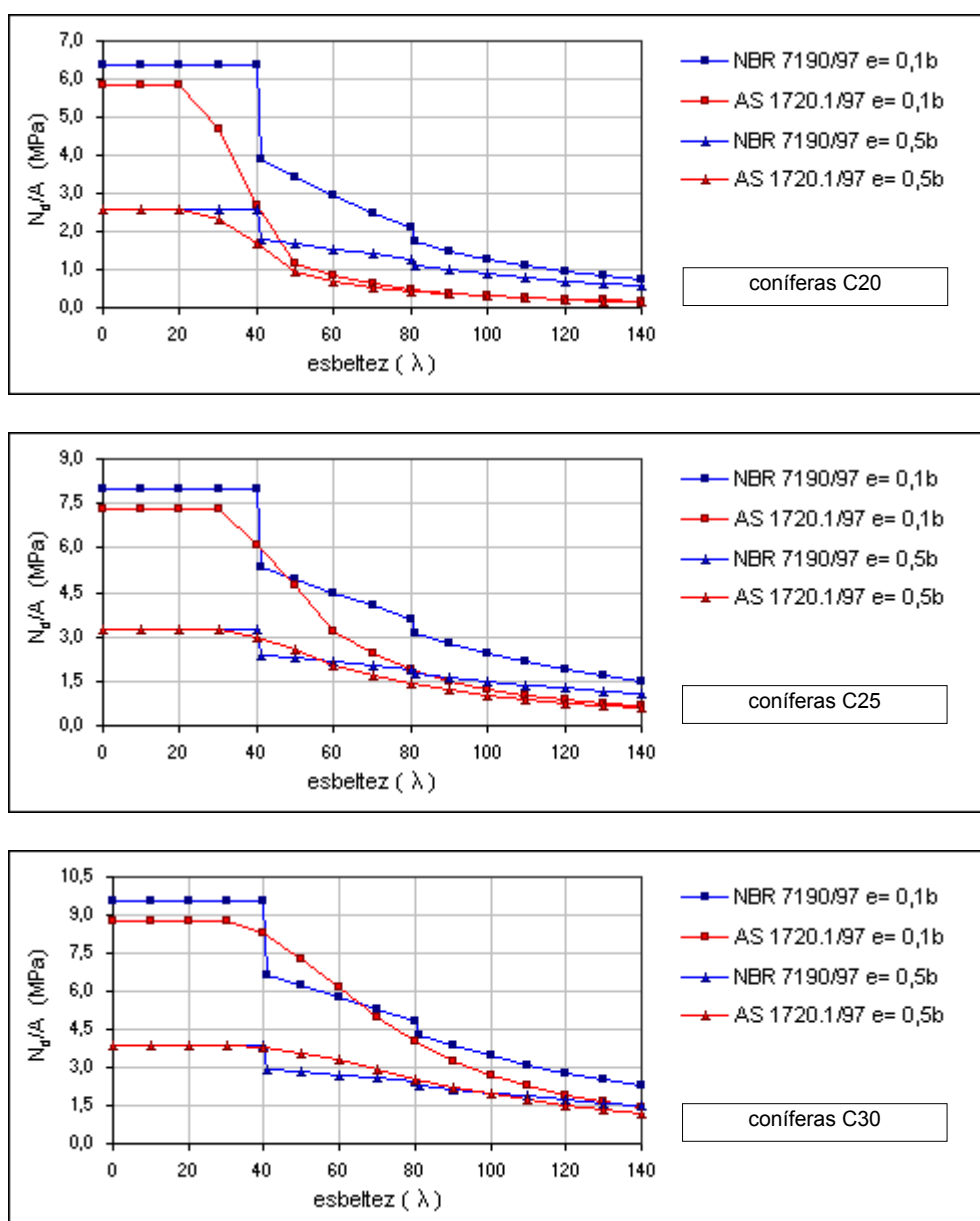 7,0
6,0
5,0
4,0
3,0
2,0
1,0
0,0
N_d/A (MPa)
0 20 40 60 80 100 120 140
esbeltez ( λ )
NBR 7190/97 e= 0,1b
AS 1720.1/97 e= 0,1b
NBR 7190/97 e= 0,5b
AS 1720.1/97 e= 0,5b
coníferas C20
9,0
7,5
6,0
4,5
3,0
1,5
0,0
N_d/A (MPa)
0 20 40 60 80 100 120 140
esbeltez ( λ )
NBR 7190/97 e= 0,1b
AS 1720.1/97 e= 0,1b
NBR 7190/97 e= 0,5b
AS 1720.1/97 e= 0,5b
coníferas C25
10,5
9,0
7,5
6,0
4,5
3,0
1,5
0,0
N_d/A (MPa)
0 20 40 60 80 100 120 140
esbeltez ( λ )
NBR 7190/97 e= 0,1b
AS 1720.1/97 e= 0,1b
NBR 7190/97 e= 0,5b
AS 1720.1/97 e= 0,5b
coníferas C30